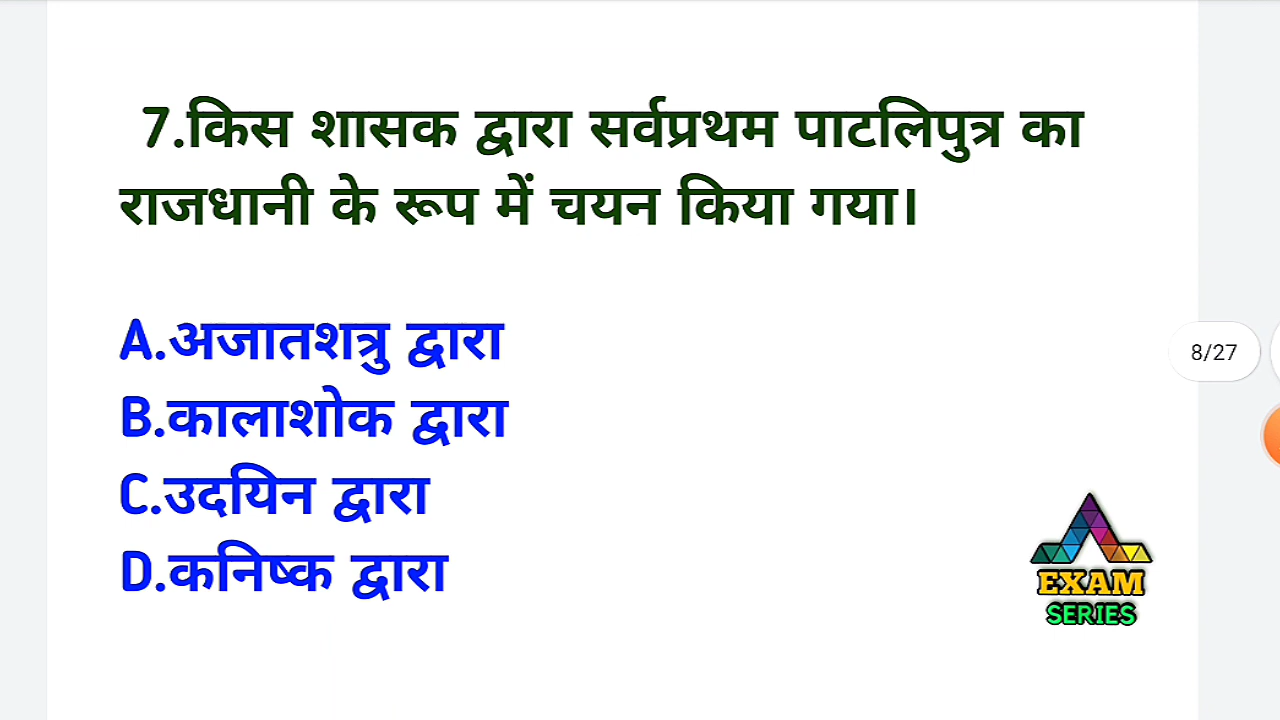 7.किस शासक द्वारा सर्वप्रथम पाटलिपुत्र का
राजधानी के रूप में चयन किया गया।
A.अजातशत्रु द्वारा
B.कालाशोक द्वारा
C.उदयिन द्वारा
D.कनिष्क द्वारा
8/27
EXAM
SERIES